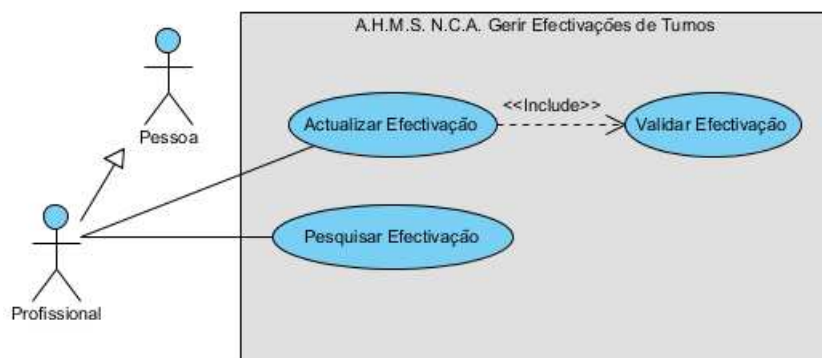 A.H.M.S. N.C.A. Gerir Efectivações de Turnos
Pessoa
Actualizar Efectivação
<<Include>>
Validar Efectivação
Pesquisar Efectivação
Profissional